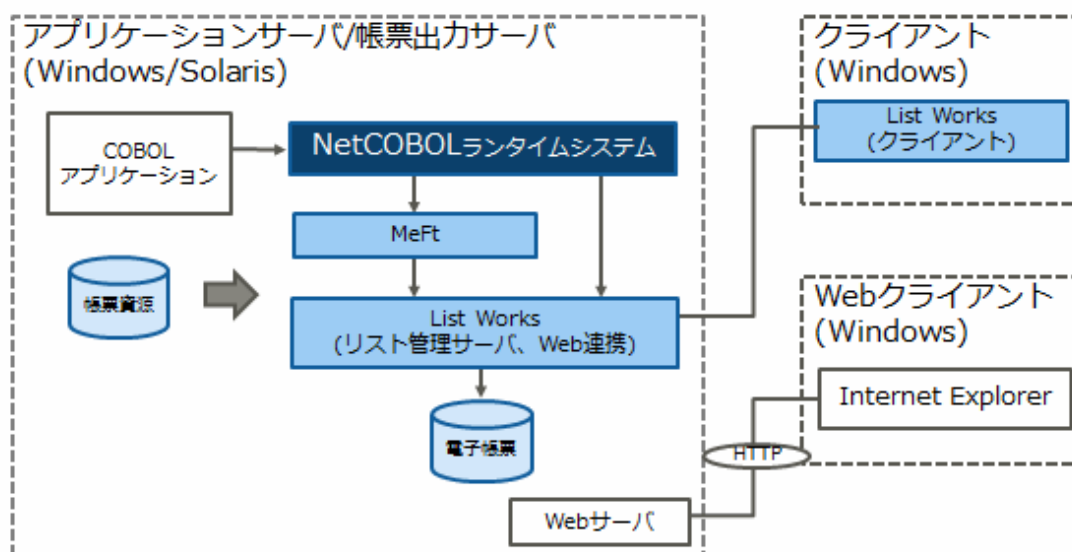 アプリケーションサーバ/帳票出力サーバ
(Windows/Solaris)
COBOL
アプリケーション
NetCOBOLランタイムシステム
MeFt
帳票資源
List Works
(リスト管理サーバ、Web連携)
電子帳票
Webサーバ
HTTP
クライアント
(Windows)
List Works
(クライアント)
Webクライアント
(Windows)
Internet Explorer